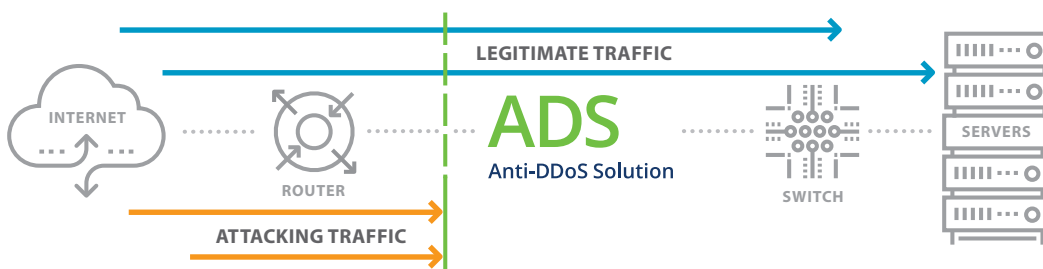 LEGITIMATE TRAFFIC
INTERNET
ADS
Anti-DDoS Solution
SERVERS
ROUTER
SWITCH
ATTACKING TRAFFIC